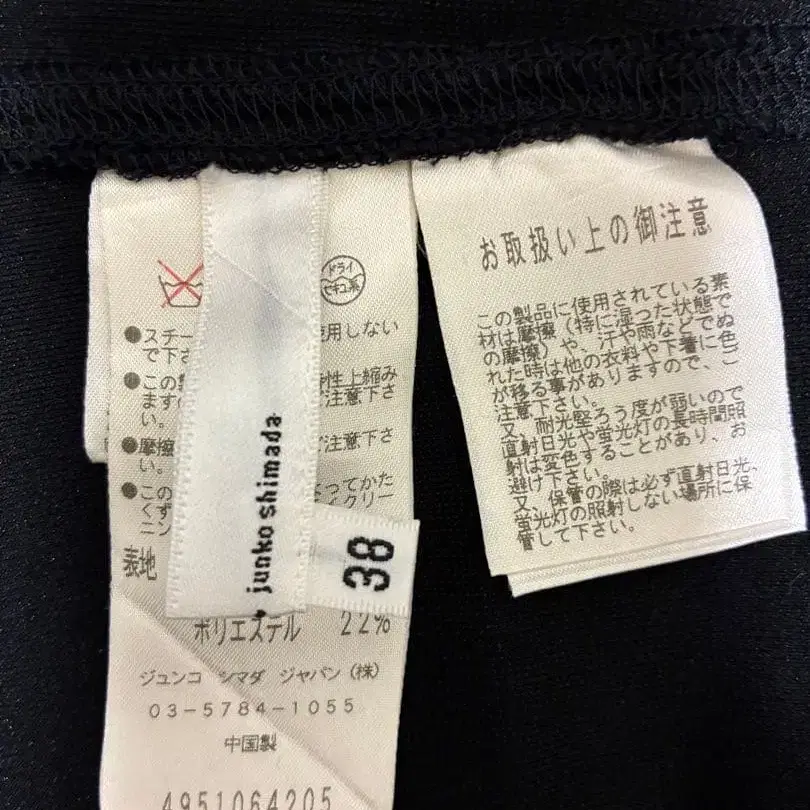 ドライ
セキユ系
●スチー
使用しない
で下さ
●この
性上縮み
ますの
ご注意下さ
い。
●摩擦
ご注意下さ
い。
●この
よってかた
くず
イクリー
ニン
表地
ポリエステル 22%
ジュンコ シマダ ジャパン(株)
03-5784-1055
中国製
4951064205
junko shimada
38
お取扱い上の御注意
この製品に使用されている素
材は摩擦(特に湿った状態で
の摩擦)や、汗や雨などでぬ
れた時は他の衣料や下着に色
が移る事がありますので、ご
注意下さい。
又、耐光堅ろう度が弱いので
直射日光や蛍光灯の長時間照
射は変色することがあり、お
避け下さい。
又、保管の際は必ず直射日光、
蛍光灯の照射しない場所に保
管して下さい。